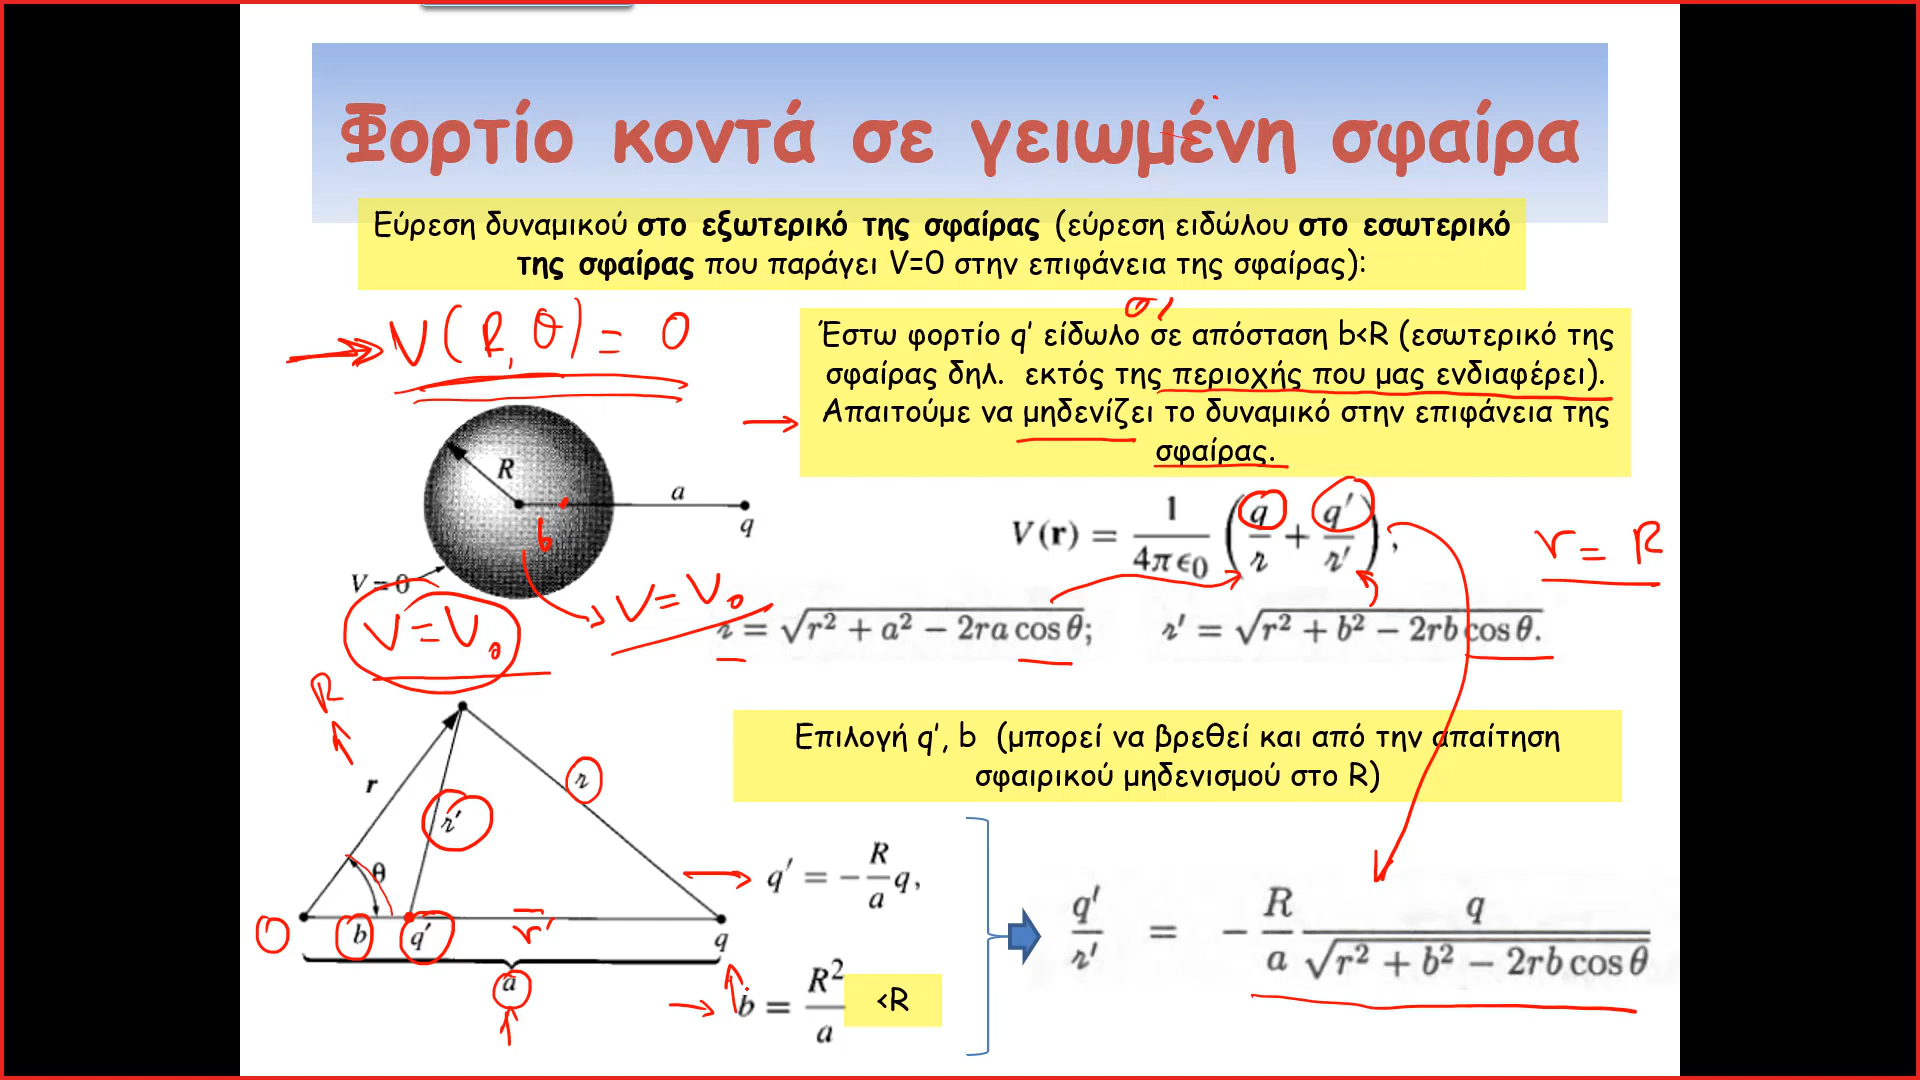 Φορτίο κοντά σε γειωμένη σφαίρα
Εύρεση δυναμικού στο εξωτερικό της σφαίρας (εύρεση ειδώλου στο εσωτερικό
της σφαίρας που παράγει V=0 στην επιφάνεια της σφαίρας):
V(R,θ) = 0
Έστω φορτίο q' είδωλο σε απόσταση b<R (εσωτερικό της
σφαίρας δηλ. εκτός της περιοχής που μας ενδιαφέρει).
Απαιτούμε να μηδενίζει το δυναμικό στην επιφάνεια της
σφαίρας.
R
a
q
b
V = 0
V = V₀
V = V₀
V(r) = 1/4πϵ0 (q/𝓇 + q'/𝓇'),
r = R
𝓇 = √(r² + a² − 2ra cos θ);
𝓇' = √(r² + b² − 2rb cos θ).
R
r
𝓇'
𝓇
θ
O
b
q'
r'
q
a
Επιλογή q', b (μπορεί να βρεθεί και από την απαίτηση
σφαιρικού μηδενισμού στο R)
q' = −R/a q,
b = R²/a <R
q'/𝓇' = −R/a q/√(r² + b² − 2rb cos θ)